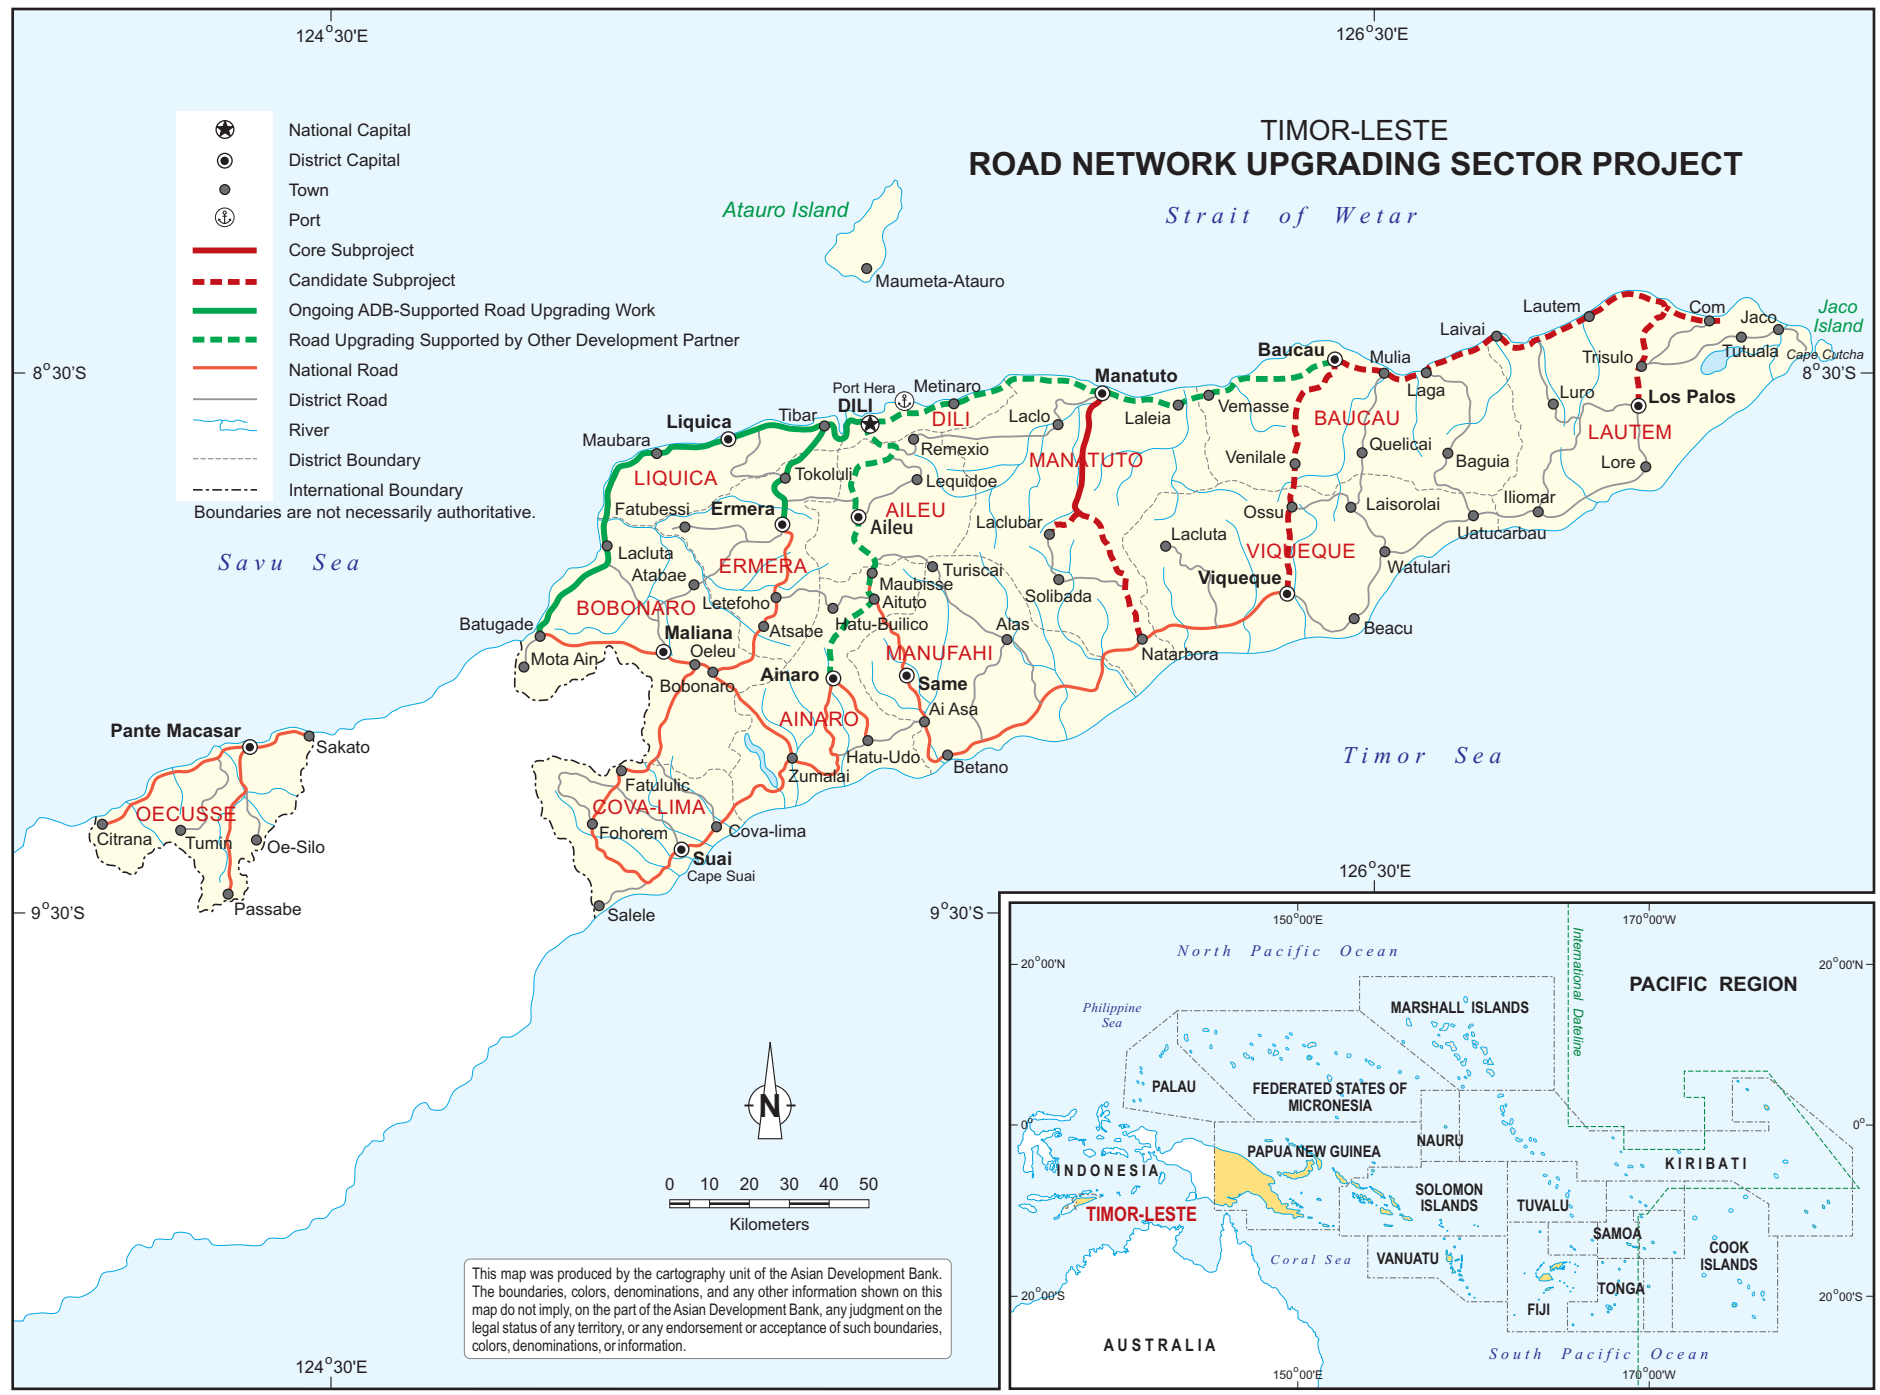 124°30'E
126°30'E
National Capital
District Capital
Town
Port
Core Subproject
Candidate Subproject
Ongoing ADB-Supported Road Upgrading Work
Road Upgrading Supported by Other Development Partner
National Road
District Road
River
District Boundary
International Boundary
Boundaries are not necessarily authoritative.
TIMOR-LESTE
ROAD NETWORK UPGRADING SECTOR PROJECT
Strait of Wetar
Atauro Island
Maumeta-Atauro
Jaco
Island
Lautem
Com
Jaco
Laivai
Tutuala
Cape Cutcha
Trisulo
8°30'S
8°30'S
Baucau
Mulia
Laga
Manatuto
Port Hera
Metinaro
DILI
DILI
Tibar
Liquica
Maubara
Laclo
Laleia
Vemasse
BAUCAU
Luro
Los Palos
LAUTEM
Lore
Quelicai
Baguia
Venilale
MANATUTO
Remexio
Lequidoe
Tokoluli
LIQUICA
Fatubessi
Ermera
AILEU
Aileu
Laclubar
Ossu
Laisorolai
Iliomar
Uatucarbau
Lacluta
VIQUEQUE
Viqueque
Watulari
Beacu
Savu Sea
Lacluta
Atabae
ERMERA
Turiscai
Maubisse
Aituto
Solibada
BOBONARO
Letefoho
Hatu-Builico
Atsabe
Alas
Batugade
Maliana
Oeleu
MANUFAHI
Natarbora
Mota Ain
Bobonaro
Ainaro
Same
Ai Asa
AINARO
Hatu-Udo
Betano
Zumalai
Timor Sea
Pante Macasar
Sakato
OECUSSE
Citrana
Tumin
Oe-Silo
Passabe
Fatululic
COVA-LIMA
Fohorem
Cova-lima
Suai
Cape Suai
Salele
9°30'S
9°30'S
126°30'E
N
0 10 20 30 40 50
Kilometers
This map was produced by the cartography unit of the Asian Development Bank.
The boundaries, colors, denominations, and any other information shown on this
map do not imply, on the part of the Asian Development Bank, any judgment on the
legal status of any territory, or any endorsement or acceptance of such boundaries,
colors, denominations, or information.
124°30'E
150°00'E
170°00'W
North Pacific Ocean
International Dateline
20°00'N
20°00'N
PACIFIC REGION
Philippine
Sea
MARSHALL ISLANDS
PALAU
FEDERATED STATES OF
MICRONESIA
0°
0°
NAURU
PAPUA NEW GUINEA
INDONESIA
KIRIBATI
SOLOMON
ISLANDS
TUVALU
TIMOR-LESTE
SAMOA
COOK
ISLANDS
Coral Sea
VANUATU
TONGA
FIJI
20°00'S
20°00'S
AUSTRALIA
South Pacific Ocean
150°00'E
170°00'W